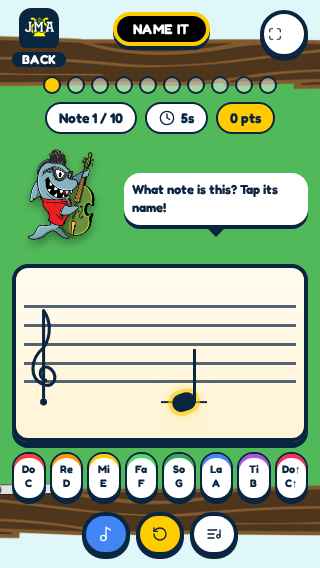 JMA
NAME IT
BACK
Note 1 / 10
5s
0 pts
What note is this? Tap its
name!
Do Re Mi Fa So La Ti Do↑
C D E F G A B C↑